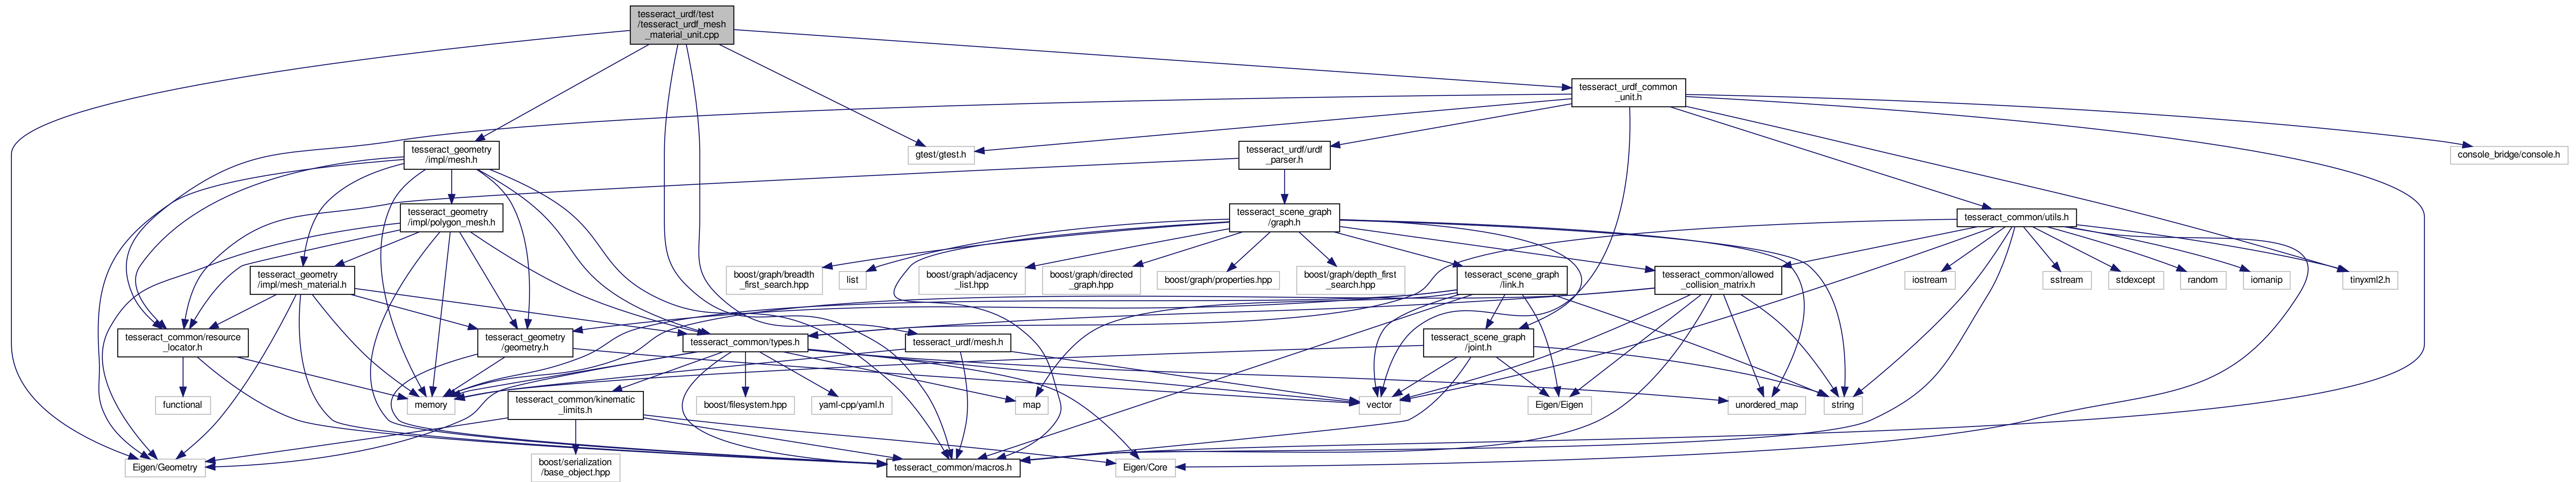 tesseract_urdf/test
/tesseract_urdf_mesh
_material_unit.cpp
tesseract_urdf_common
_unit.h
tesseract_geometry
/impl/mesh.h
gtest/gtest.h
tesseract_urdf/urdf
_parser.h
console_bridge/console.h
tesseract_geometry
/impl/polygon_mesh.h
tesseract_scene_graph
/graph.h
tesseract_common/utils.h
tesseract_geometry
/impl/mesh_material.h
boost/graph/breadth
_first_search.hpp
list
boost/graph/adjacency
_list.hpp
boost/graph/directed
_graph.hpp
boost/graph/properties.hpp
boost/graph/depth_first
_search.hpp
tesseract_scene_graph
/link.h
tesseract_common/allowed
_collision_matrix.h
iostream
sstream
stdexcept
random
iomanip
tinyxml2.h
tesseract_common/resource
_locator.h
tesseract_geometry
/geometry.h
tesseract_common/types.h
tesseract_urdf/mesh.h
tesseract_scene_graph
/joint.h
functional
memory
tesseract_common/kinematic
_limits.h
boost/filesystem.hpp
yaml-cpp/yaml.h
map
vector
Eigen/Eigen
unordered_map
string
Eigen/Geometry
boost/serialization
/base_object.hpp
tesseract_common/macros.h
Eigen/Core